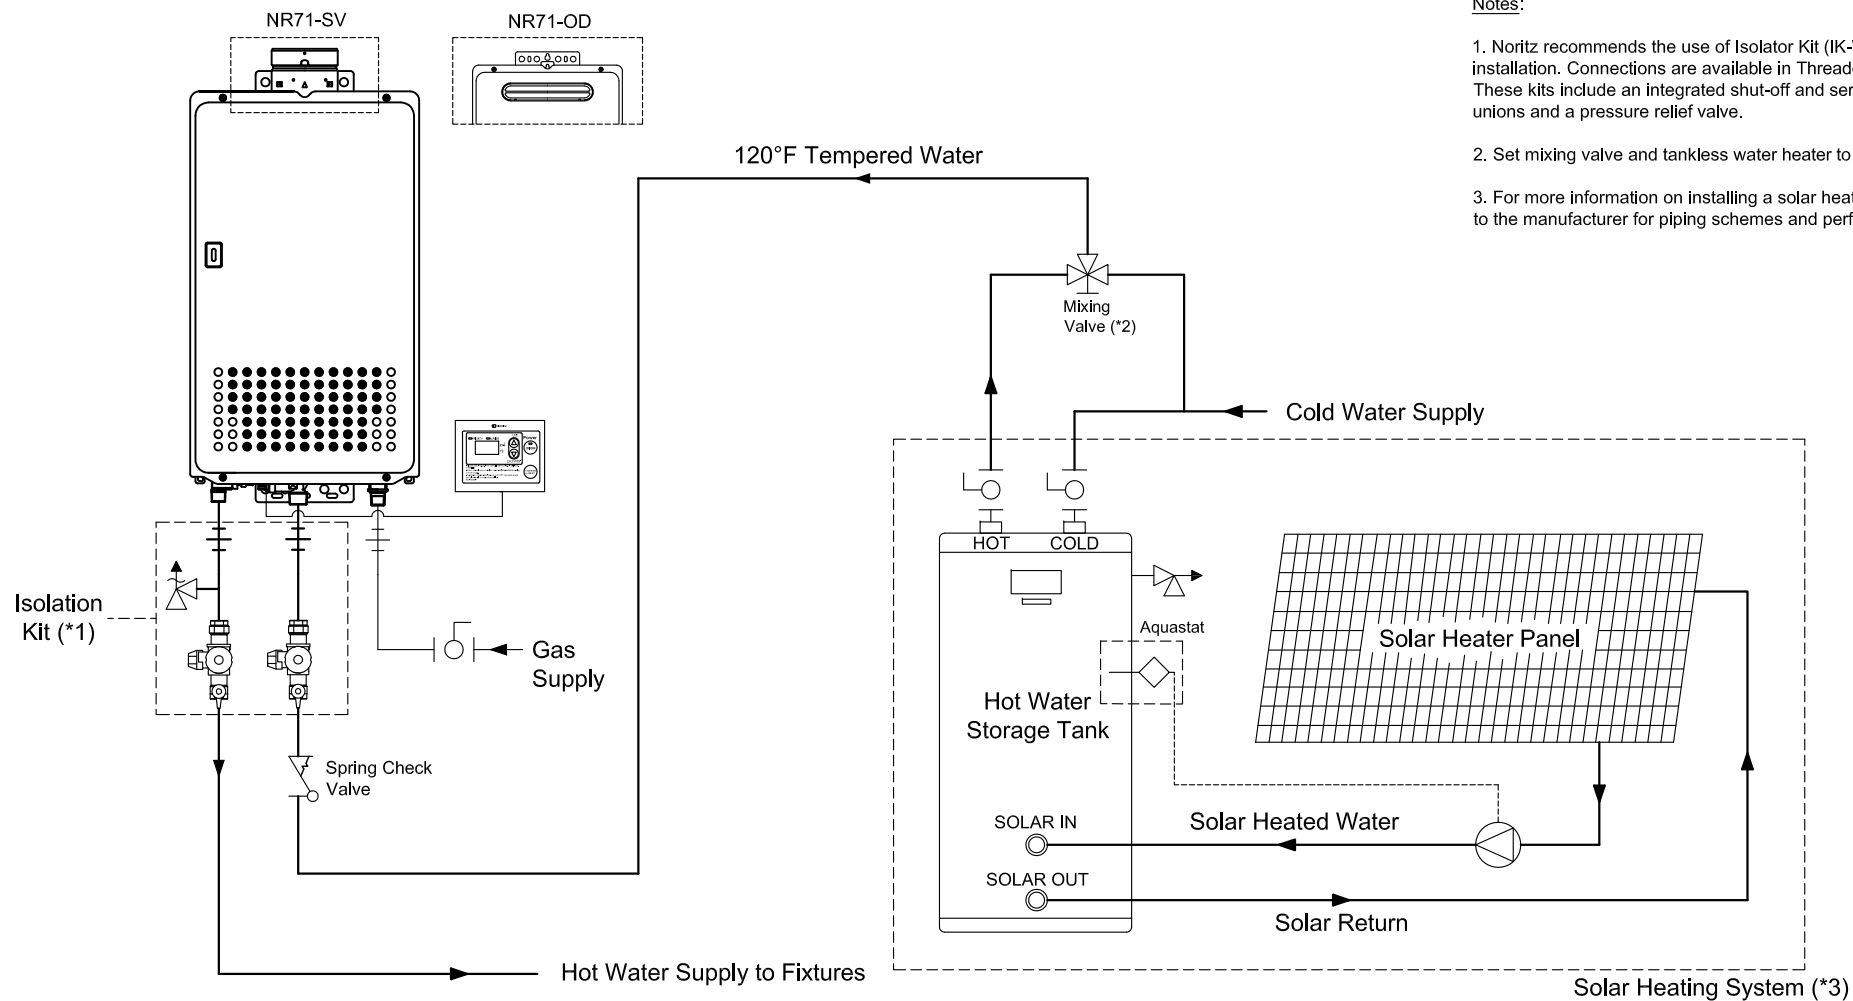 NR71-SV
NR71-OD
Notes:
1. Noritz recommends the use of Isolator Kit
installation. Connections are available in
These kits include an integrated shut-off and
unions and a pressure relief valve.
2. Set mixing valve and tankless water heater to
3. For more information on installing a solar
to the manufacturer for piping schemes and
120°F Tempered Water
Mixing
Valve (*2)
Cold Water Supply
Power
HOT
COLD
Isolation
Kit (*1)
Gas
Supply
Aquastat
Solar Heater Panel
Hot Water
Storage Tank
Spring Check
Valve
SOLAR IN
Solar Heated Water
SOLAR OUT
Solar Return
Hot Water Supply to Fixtures
Solar Heating System (*3)